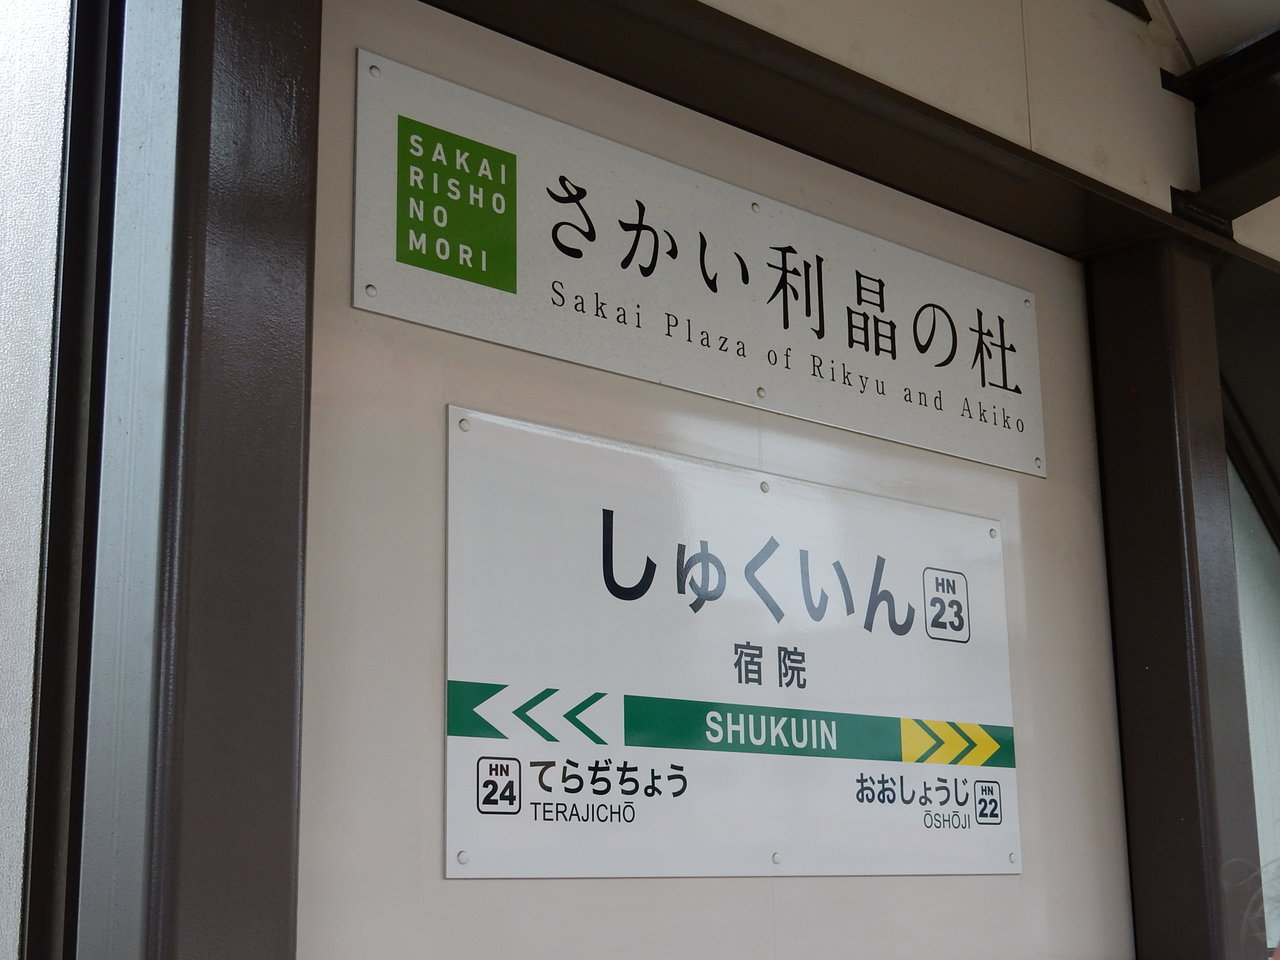 SAKAI
RISHO
NO
MORI
さかい利晶の杜
Sakai Plaza of Rikyu and Akiko
しゅくいん
HN
23
宿院
SHUKUIN
HN
24
てらぢちょう
TERAJICHŌ
おおしょうじ
ŌSHŌJI
HN
22